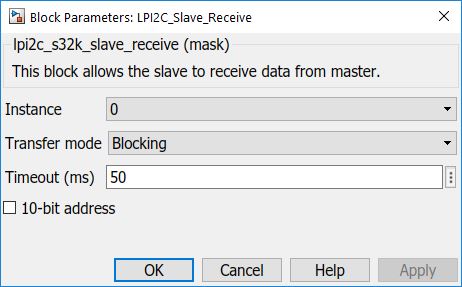 Block Parameters: LPI2C_Slave_Receive
lpi2c_s32k_slave_receive (mask)
This block allows the slave to receive data from master.
Instance 0
Transfer mode Blocking
Timeout (ms) 50
10-bit address
OK Cancel Help Apply